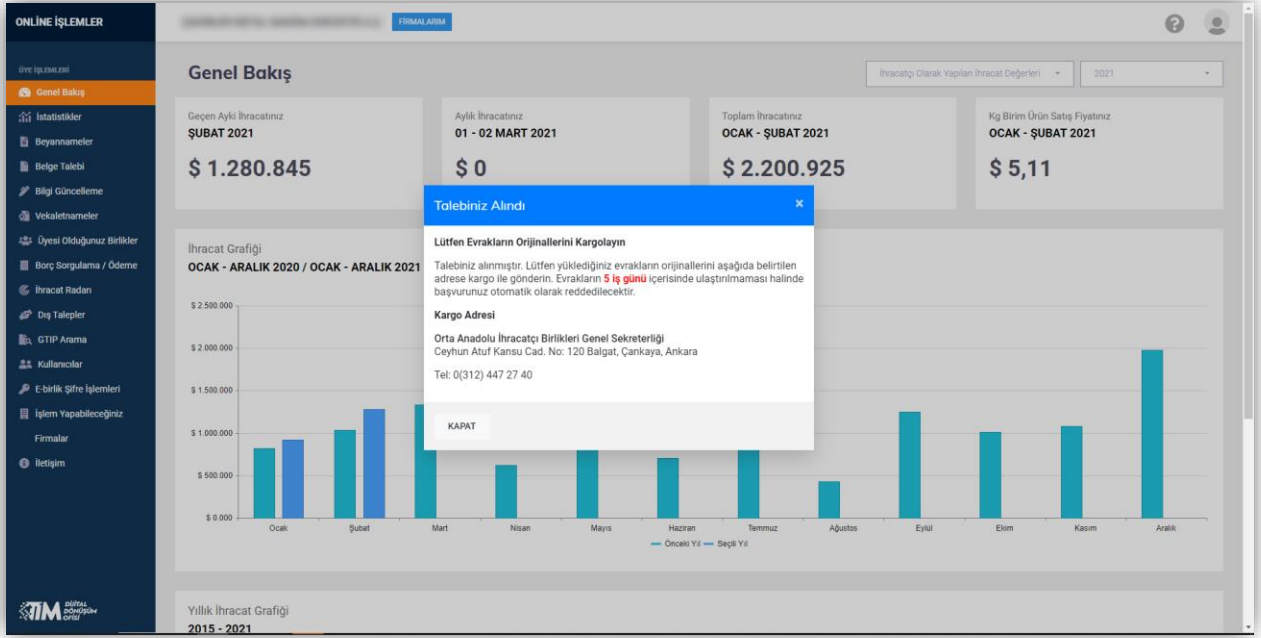 ONLİNE İŞLEMLER
FİRMALARIM
ÜYE İŞLEMLERİ
Genel Bakış
İstatistikler
Beyannameler
Belge Talebi
Bilgi Güncelleme
Vekaletnameler
Üyesi Olduğunuz Birlikler
Borç Sorgulama / Ödeme
İhracat Radarı
Dış Talepler
GTIP Arama
Kullanıcılar
E-birlik Şifre İşlemleri
İşlem Yapabileceğiniz
Firmalar
İletişim
TİM DİJİTAL
DÖNÜŞÜM
OFİSİ
Genel Bakış
İhracatçı Olarak Yapılan İhracat Değerleri
2021
Geçen Ayki İhracatınız
ŞUBAT 2021
$ 1.280.845
Aylık İhracatınız
01 - 02 MART 2021
$ 0
Toplam İhracatınız
OCAK - ŞUBAT 2021
$ 2.200.925
Kg Birim Ürün Satış Fiyatınız
OCAK - ŞUBAT 2021
$ 5,11
Talebiniz Alındı
×
Lütfen Evrakların Orijinallerini Kargolayın
Talebiniz alınmıştır. Lütfen yüklediğiniz evrakların orijinallerini aşağıda belirtilen
adrese kargo ile gönderin. Evrakların 5 iş günü içerisinde ulaştırılmaması halinde
başvurunuz otomatik olarak reddedilecektir.
Kargo Adresi
Orta Anadolu İhracatçı Birlikleri Genel Sekreterliği
Ceyhun Atuf Kansu Cad. No: 120 Balgat, Çankaya, Ankara
Tel: 0(312) 447 27 40
KAPAT
İhracat Grafiği
OCAK - ARALIK 2020 / OCAK - ARALIK 2021
$ 2.500.000
$ 2.000.000
$ 1.500.000
$ 1.000.000
$ 500.000
$ 0.000
Ocak Şubat Mart Nisan Mayıs Haziran Temmuz Ağustos Eylül Ekim Kasım Aralık
Önceki Yıl Seçili Yıl
Yıllık İhracat Grafiği
2015 - 2021